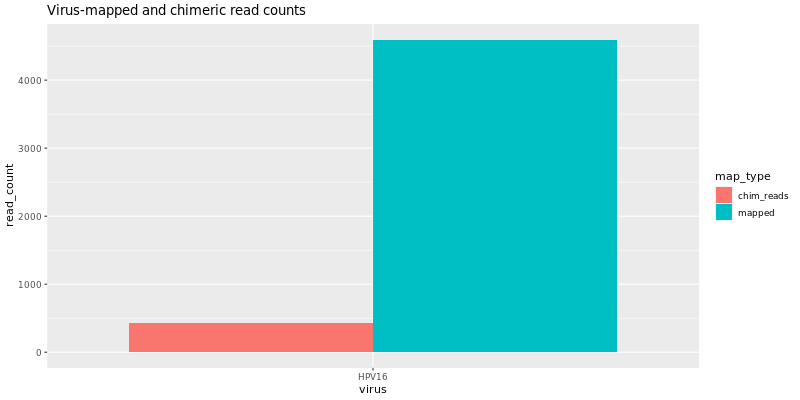 Virus-mapped and chimeric read counts
read_count
4000
3000
2000
1000
0
HPV16
virus
map_type
chim_reads
mapped